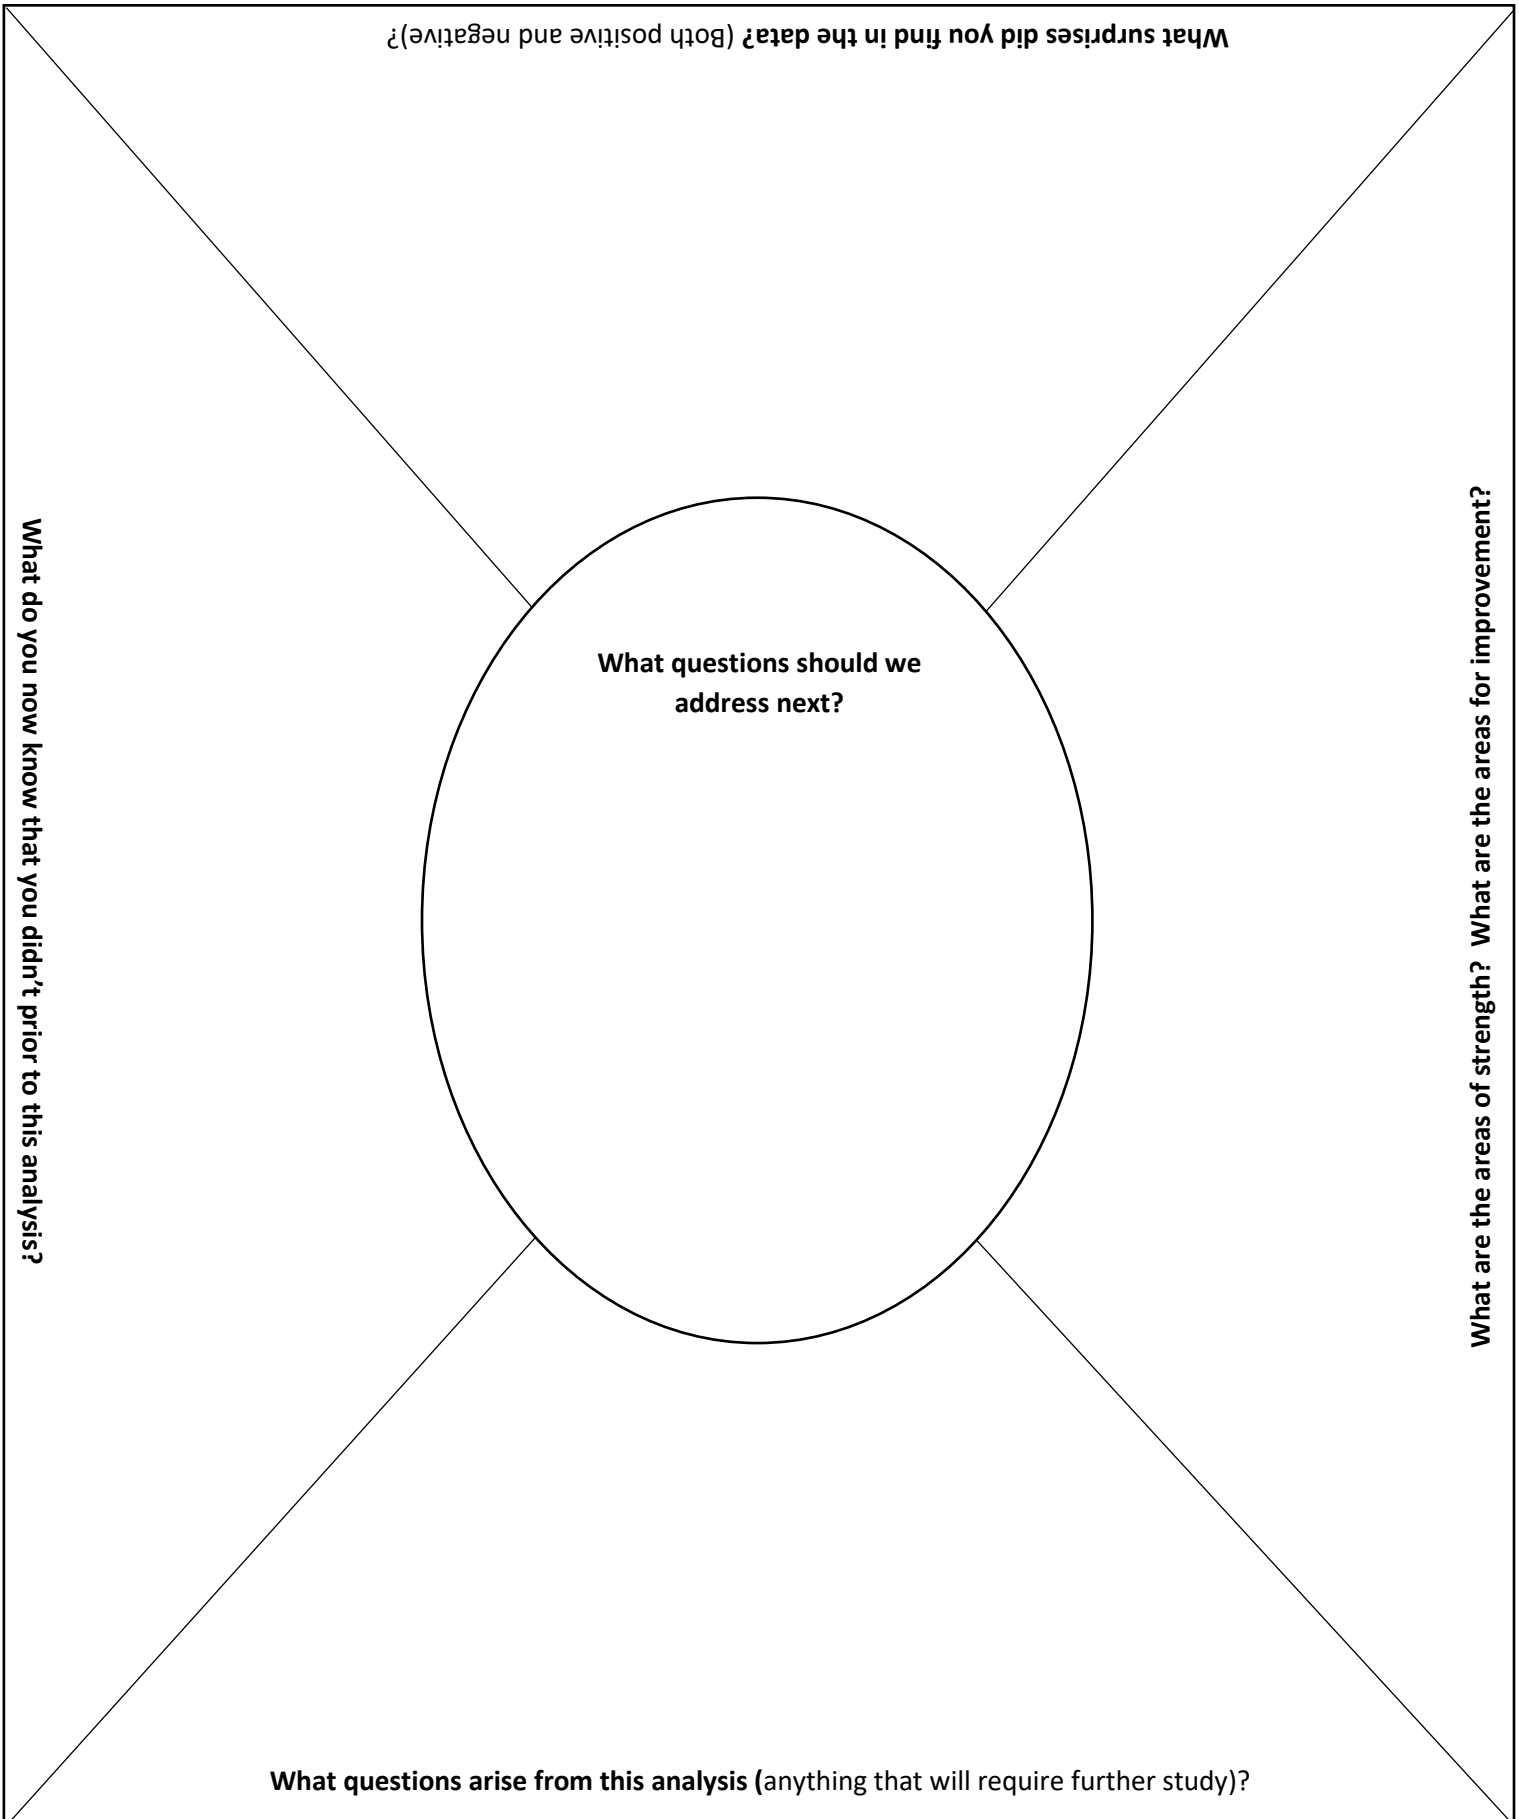 What surprises did you find in the data? (Both positive and negative)?
What do you now know that you didn’t prior to this analysis?
What questions should we
address next?
What are the areas of strength?  What are the areas for improvement?
What questions arise from this analysis (anything that will require further study)?